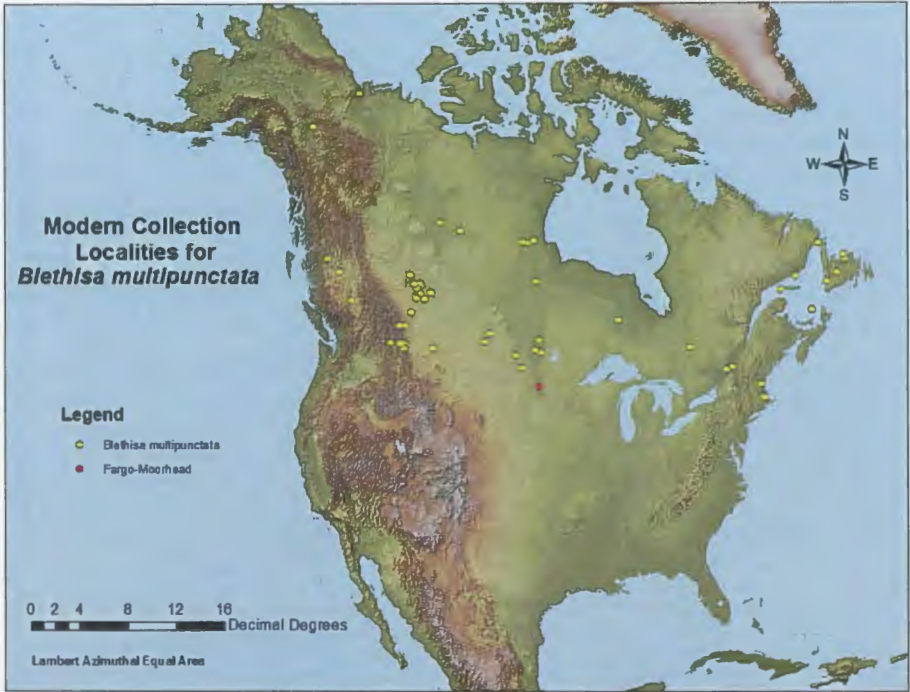 N
W E
S
Modern Collection
Localities for
Blethisa multipunctata
Legend
Blethisa multipunctata
Fargo-Moorhead
0 2 4 8 12 16
Decimal Degrees
Lambert Azimuthal Equal Area